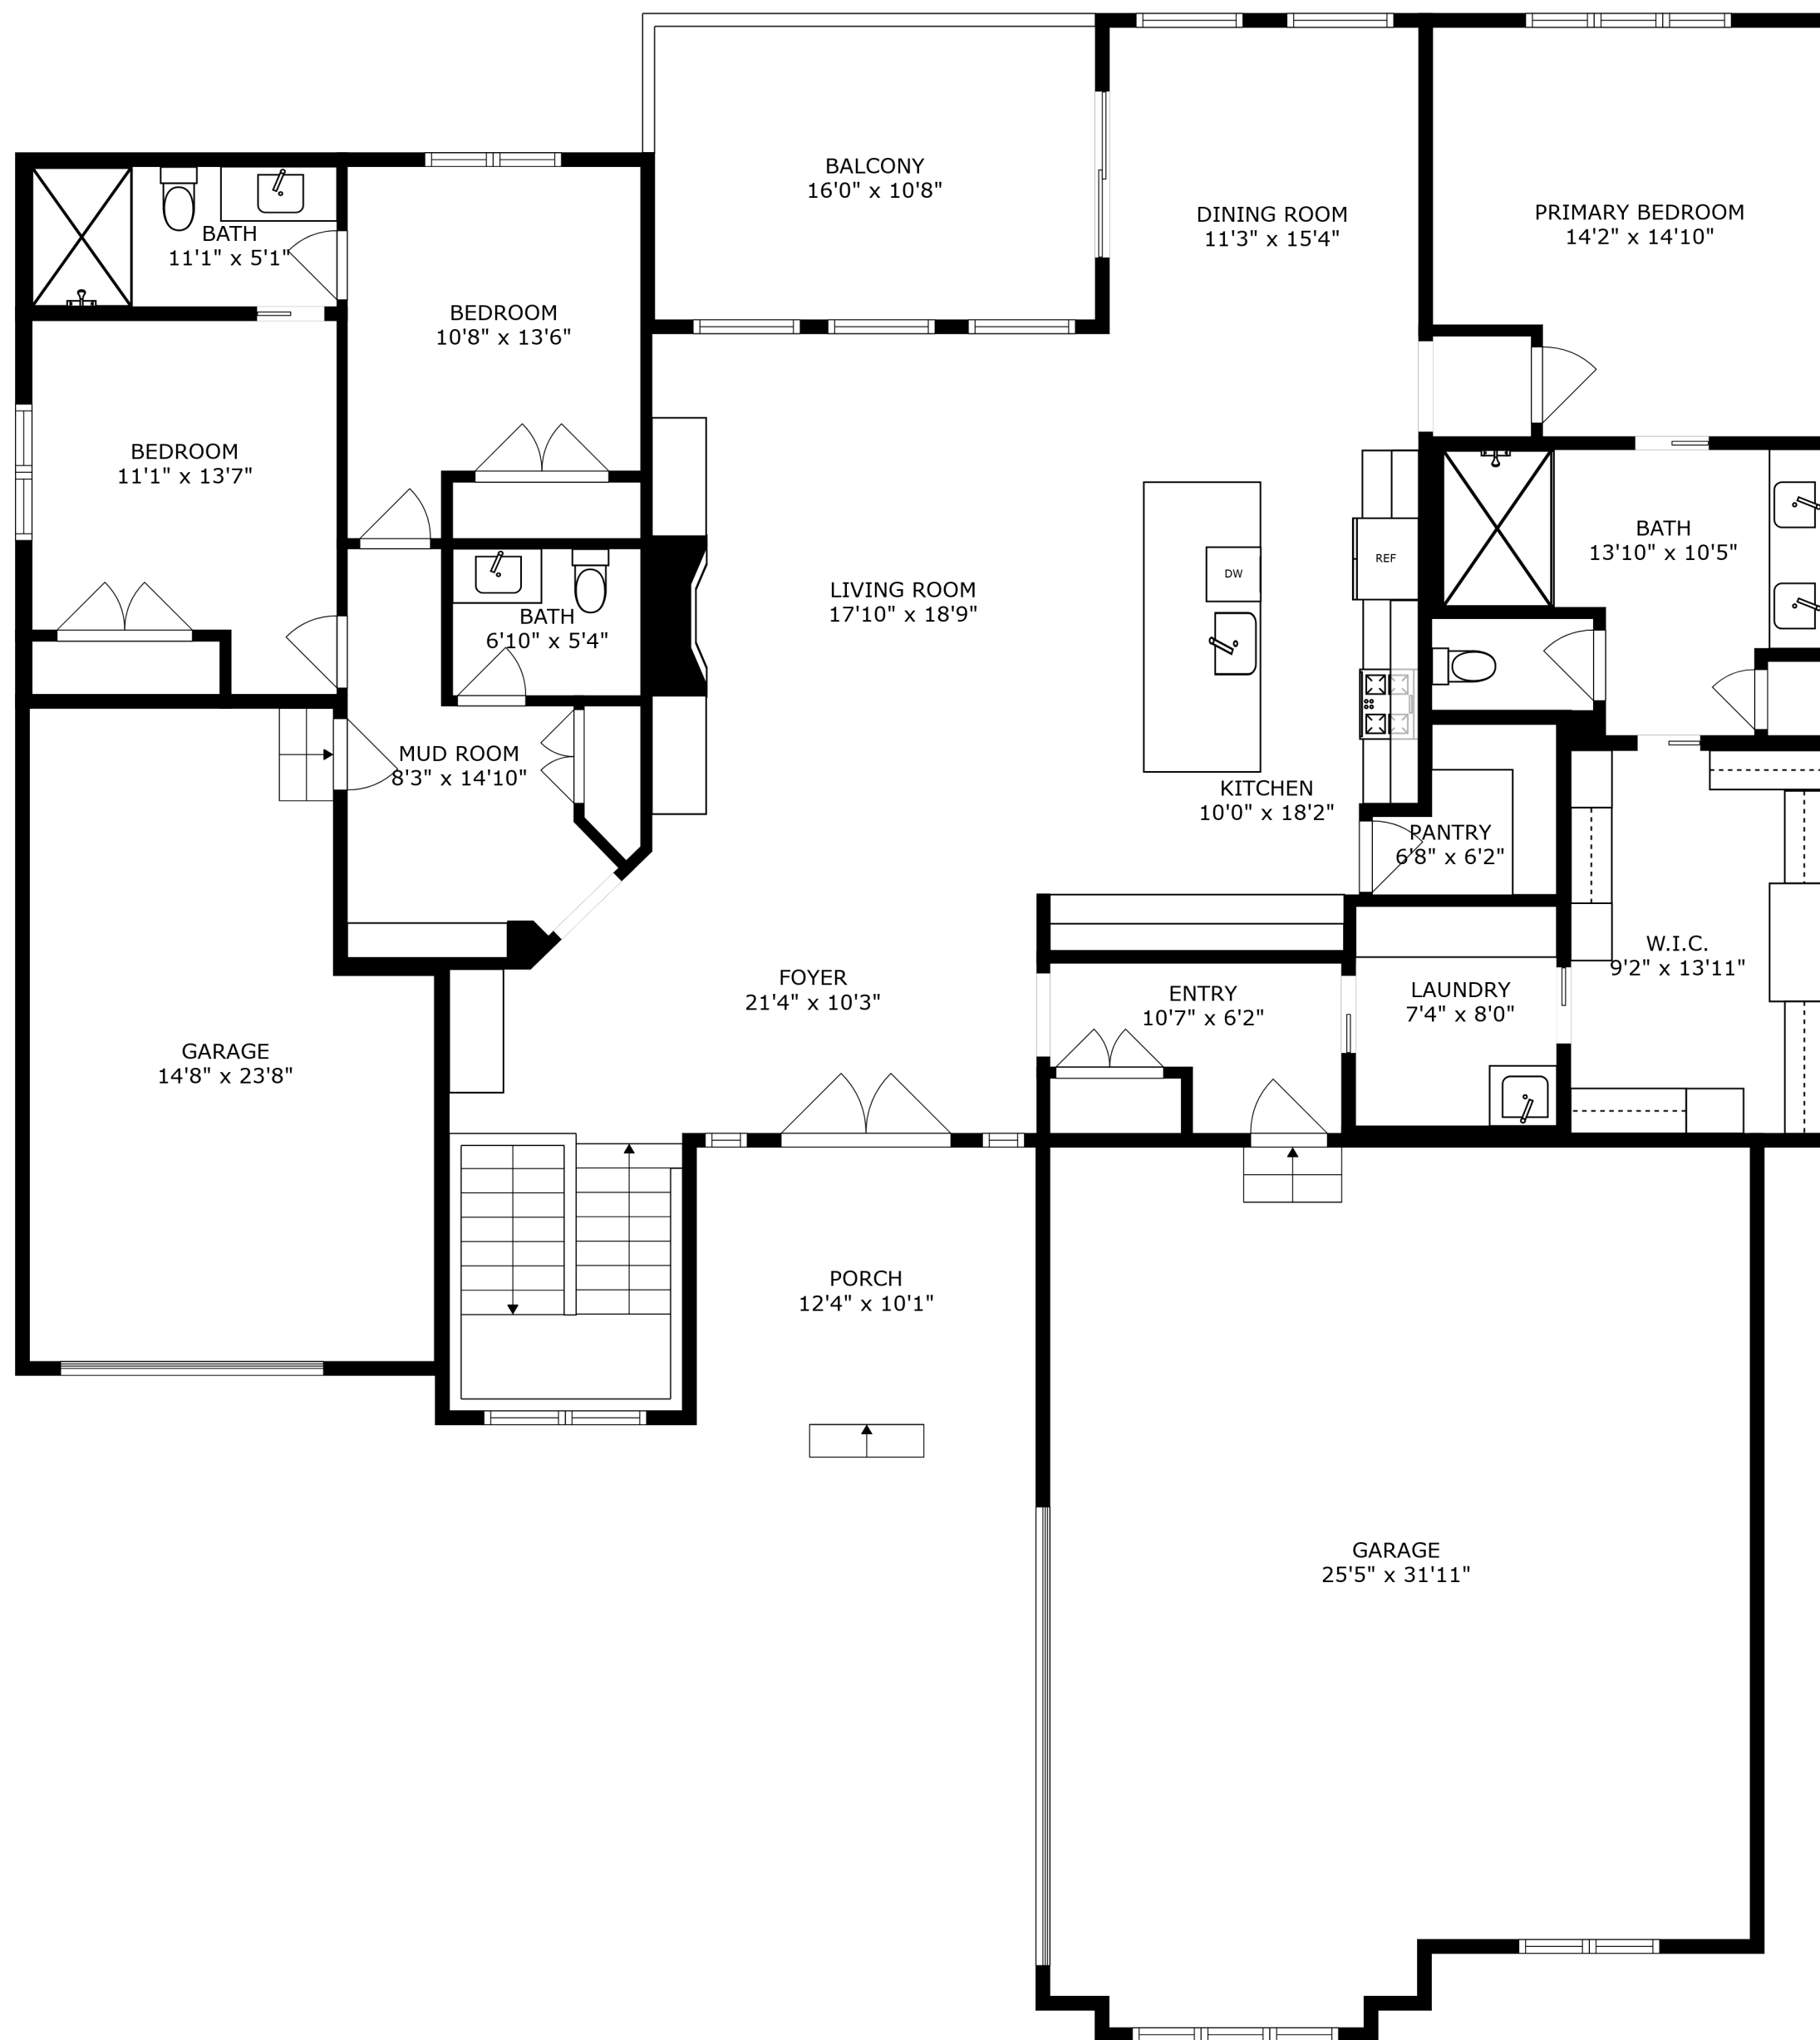 BALCONY
16'0" x 10'8"
DINING ROOM
11'3" x 15'4"
PRIMARY BEDROOM
14'2" x 14'10"
BATH
11'1" x 5'1"
BEDROOM
10'8" x 13'6"
BEDROOM
11'1" x 13'7"
BATH
13'10" x 10'5"
REF
DW
LIVING ROOM
17'10" x 18'9"
BATH
6'10" x 5'4"
MUD ROOM
8'3" x 14'10"
KITCHEN
10'0" x 18'2"
PANTRY
6'8" x 6'2"
W.I.C.
9'2" x 13'11"
FOYER
21'4" x 10'3"
ENTRY
10'7" x 6'2"
LAUNDRY
7'4" x 8'0"
GARAGE
14'8" x 23'8"
PORCH
12'4" x 10'1"
GARAGE
25'5" x 31'11"